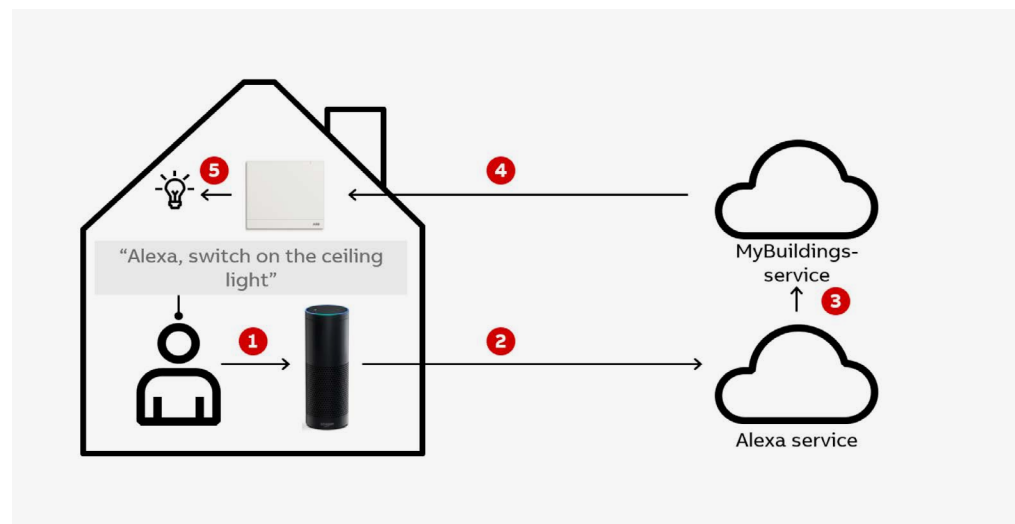 5
4
“Alexa, switch on the ceiling
light”
MyBuildings-
service
3
1
2
Alexa service